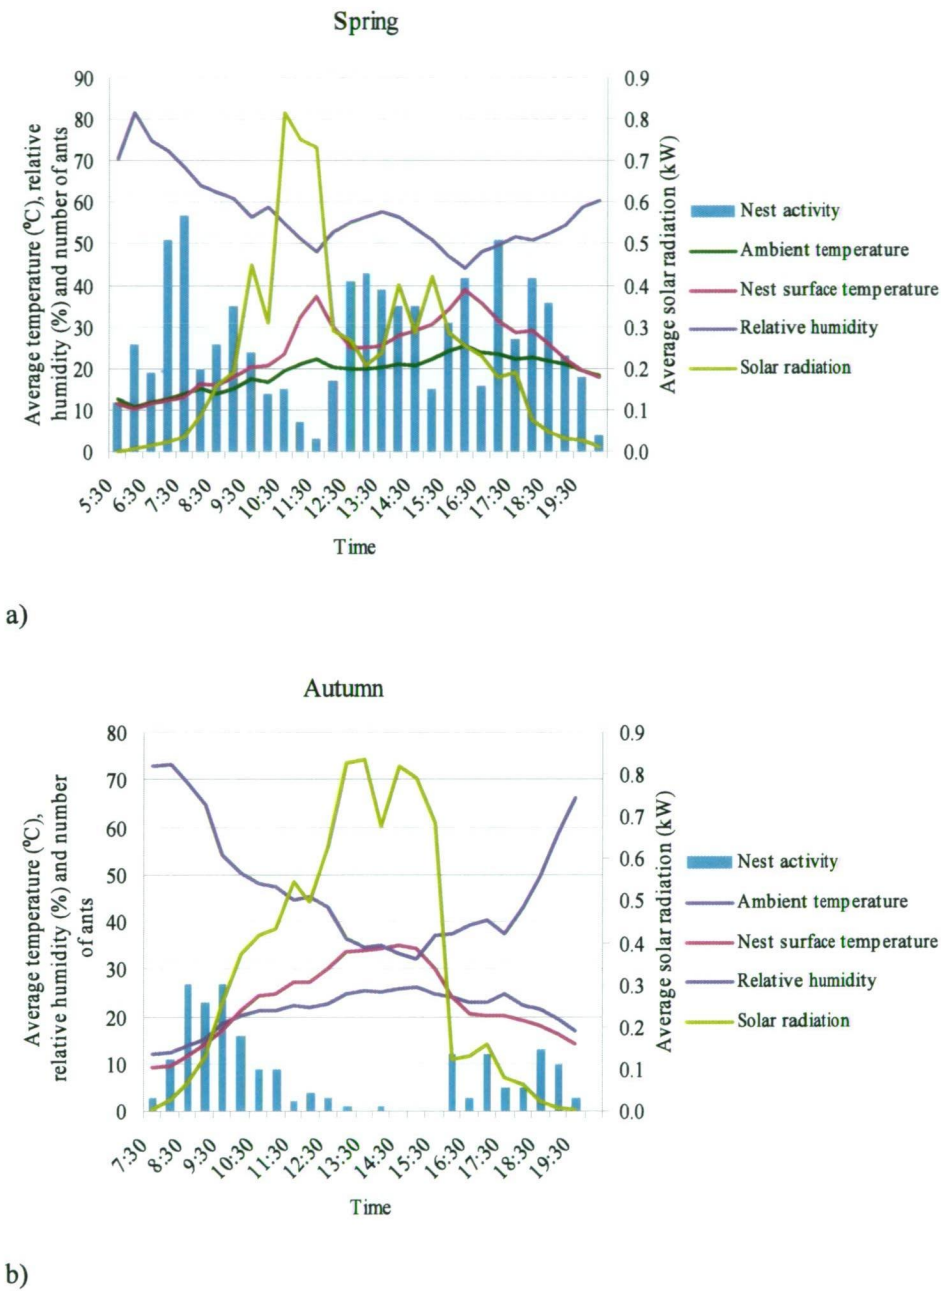 Spring
Average temperature (ºC), relative
humidity (%) and number of ants
90
80
70
60
50
40
30
20
10
0
0.9
0.8
0.7
0.6
0.5
0.4
0.3
0.2
0.1
0.0
Average solar radiation (kW)
5:30
6:30
7:30
8:30
9:30
10:30
11:30
12:30
13:30
14:30
15:30
16:30
17:30
18:30
19:30
Time
Nest activity
Ambient temperature
Nest surface temperature
Relative humidity
Solar radiation
a)
Autumn
Average temperature (ºC),
relative humidity (%) and number
of ants
80
70
60
50
40
30
20
10
0
0.9
0.8
0.7
0.6
0.5
0.4
0.3
0.2
0.1
0.0
Average solar radiation (kW)
7:30
8:30
9:30
10:30
11:30
12:30
13:30
14:30
15:30
16:30
17:30
18:30
19:30
Time
Nest activity
Ambient temperature
Nest surface temperature
Relative humidity
Solar radiation
b)